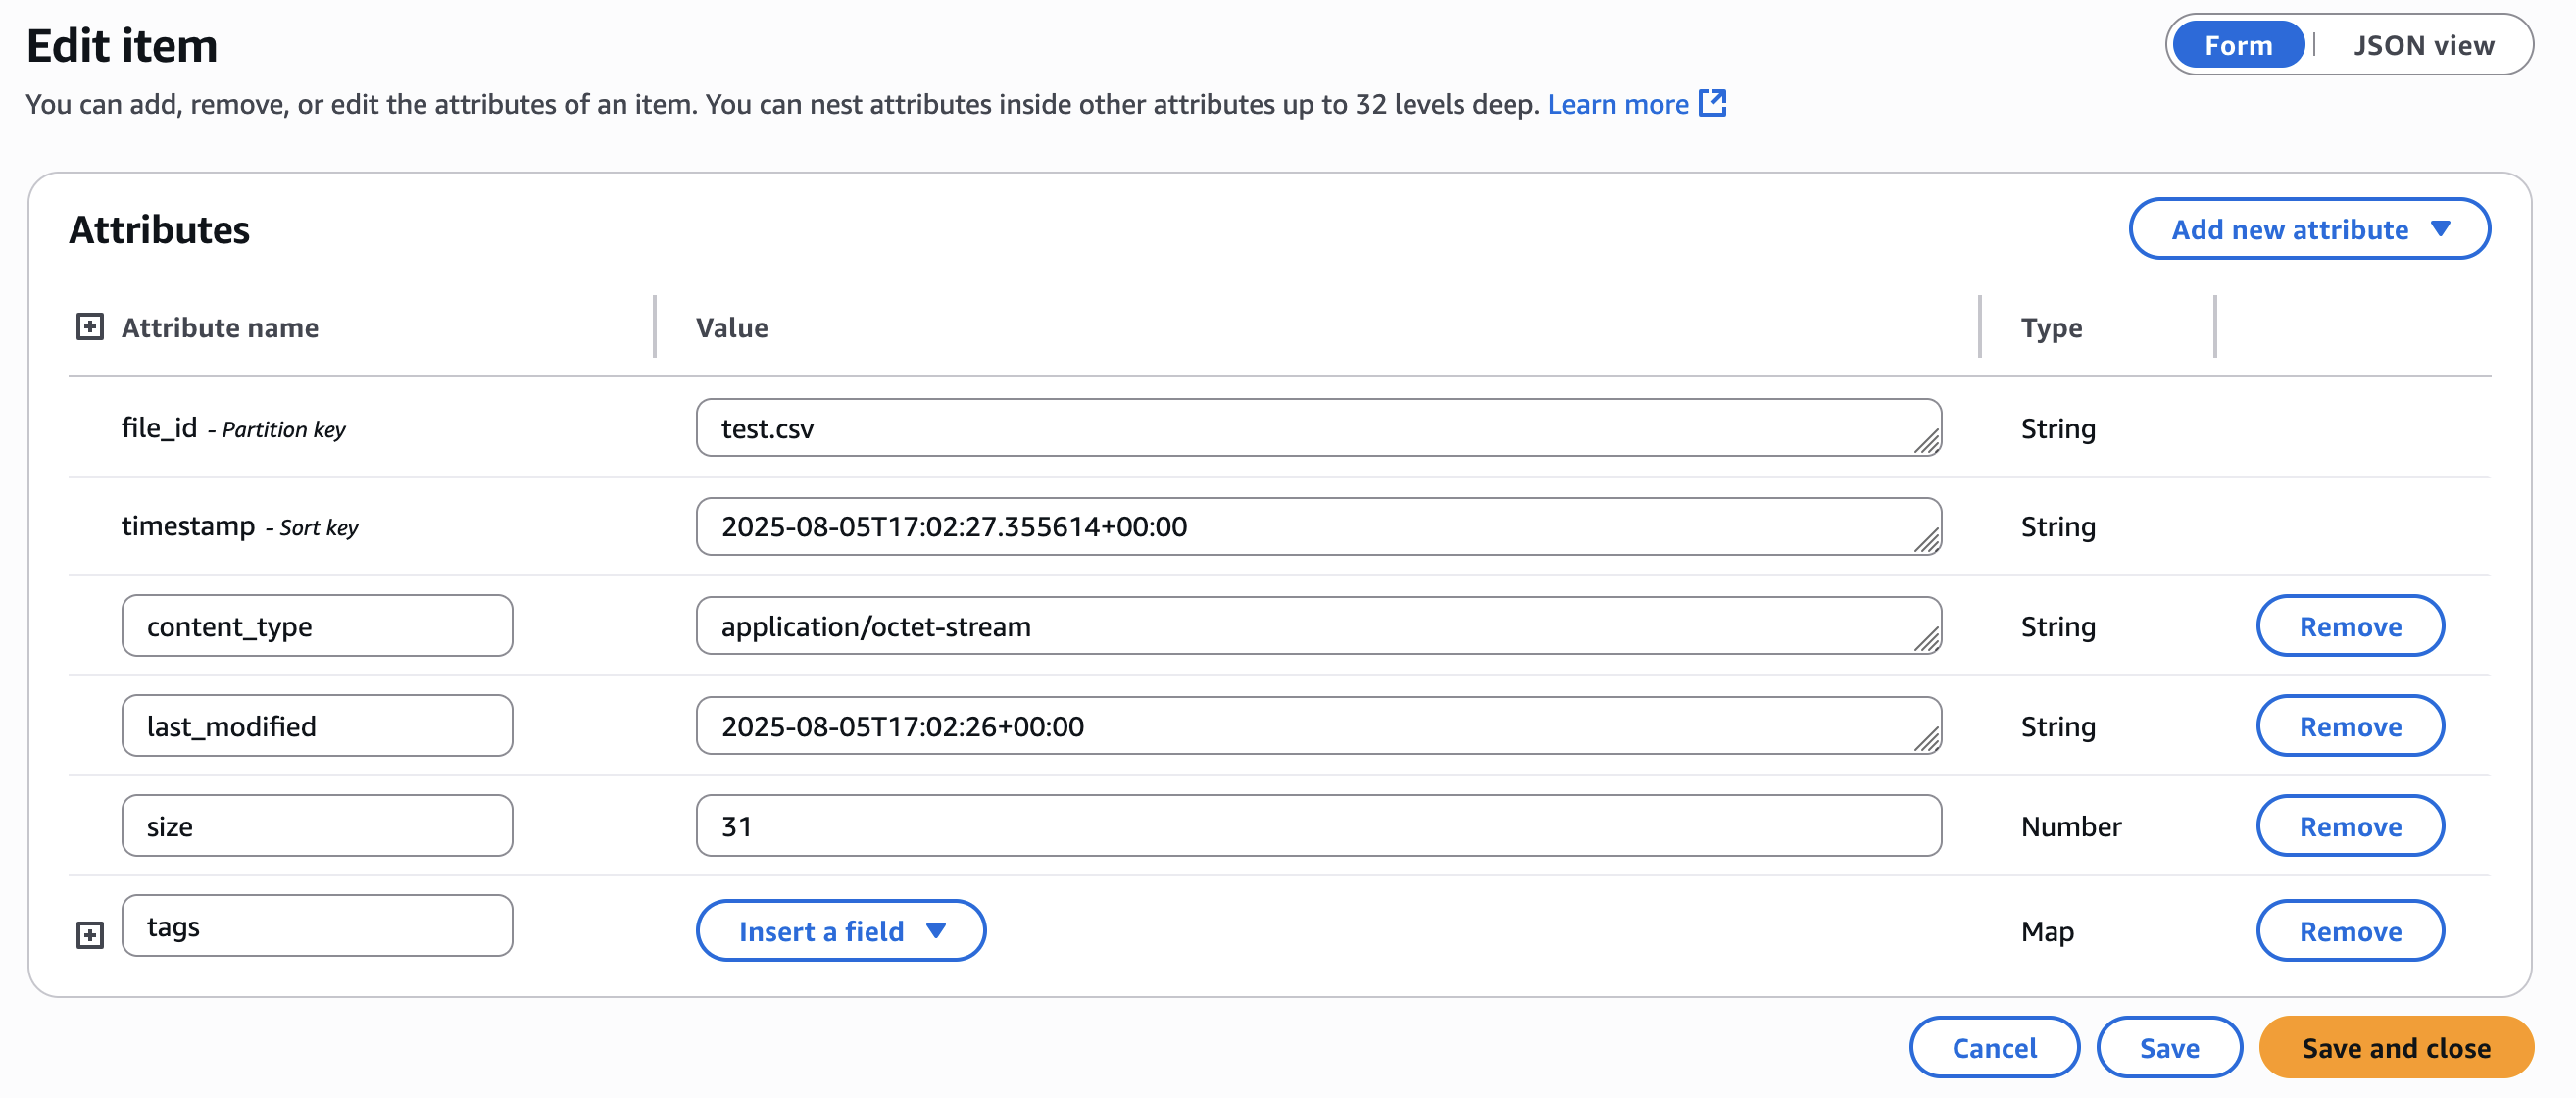 Edit item
Form | JSON view
You can add, remove, or edit the attributes of an item. You can nest attributes inside other attributes up to 32 levels deep. Learn more
Attributes
Add new attribute
Attribute name Value Type
file_id - Partition key test.csv String
timestamp - Sort key 2025-08-05T17:02:27.355614+00:00 String
content_type application/octet-stream String Remove
last_modified 2025-08-05T17:02:26+00:00 String Remove
size 31 Number Remove
tags Insert a field Map Remove
Cancel Save Save and close